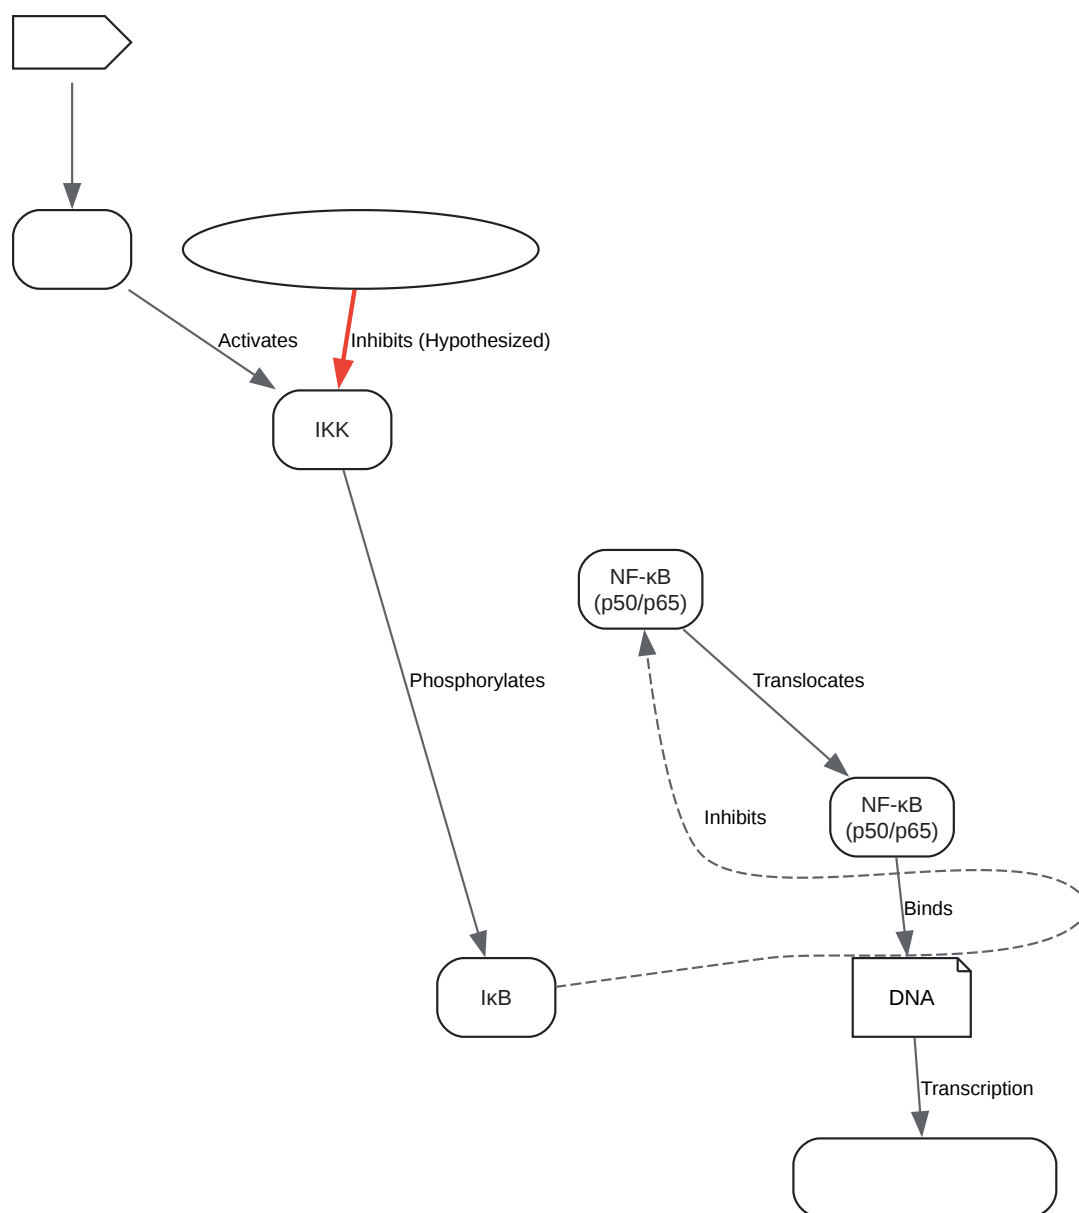 Activates
Inhibits (Hypothesized)
IKK
NF-κB
(p50/p65)
Phosphorylates
Translocates
NF-κB
(p50/p65)
Inhibits
Binds
IκB
DNA
Transcription